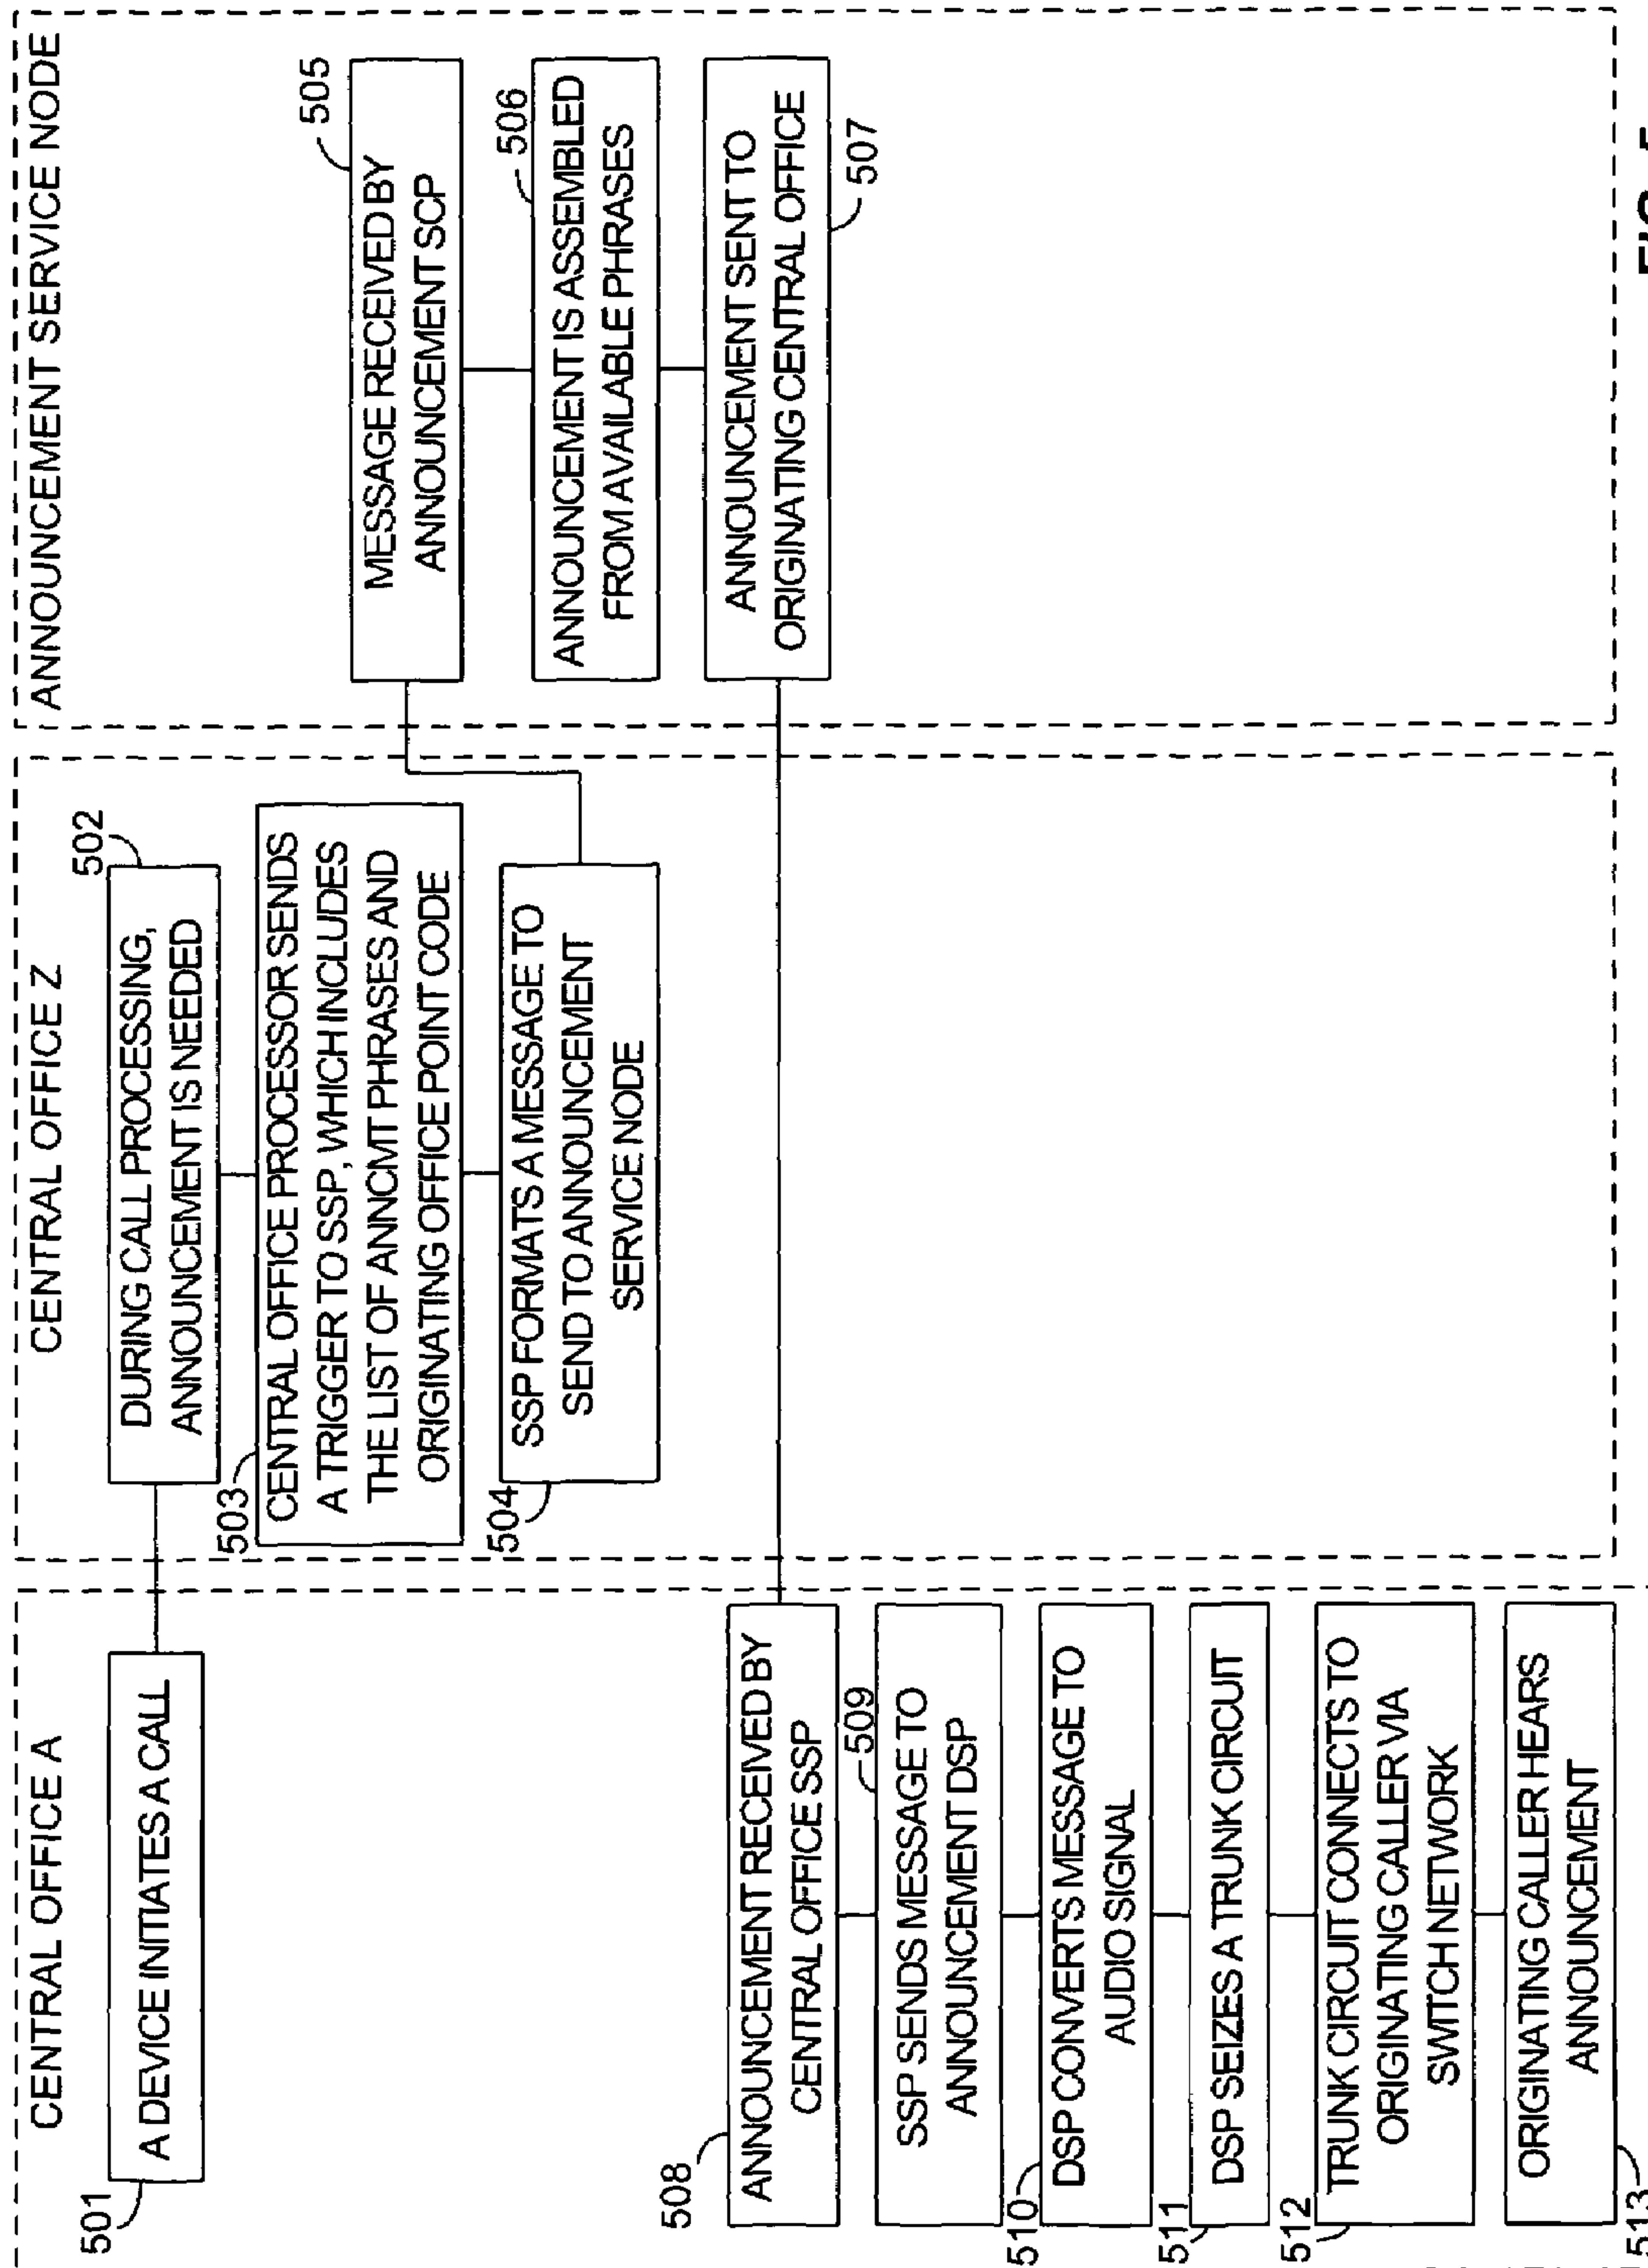 CENTRAL OFFICE A
501
A DEVICE INITIATES A CALL
508
ANNOUNCEMENT RECEIVED BY
CENTRAL OFFICE SSP
509
SSP SENDS MESSAGE TO
ANNOUNCEMENT DSP
510
DSP CONVERTS MESSAGE TO
AUDIO SIGNAL
511
DSP SEIZES A TRUNK CIRCUIT
512
TRUNK CIRCUIT CONNECTS TO
ORIGINATING CALLER VIA
SWITCH NETWORK
ORIGINATING CALLER HEARS
ANNOUNCEMENT
513
CENTRAL OFFICE Z
502
DURING CALL PROCESSING,
ANNOUNCEMENT IS NEEDED
503
CENTRAL OFFICE PROCESSOR SENDS
A TRIGGER TO SSP, WHICH INCLUDES
THE LIST OF ANNCMT PHRASES AND
ORIGINATING OFFICE POINT CODE
504
SSP FORMATS A MESSAGE TO
SEND TO ANNOUNCEMENT
SERVICE NODE
ANNOUNCEMENT SERVICE NODE
505
MESSAGE RECEIVED BY
ANNOUNCEMENT SCP
506
ANNOUNCEMENT IS ASSEMBLED
FROM AVAILABLE PHRASES
ANNOUNCEMENT SENT TO
ORIGINATING CENTRAL OFFICE
507